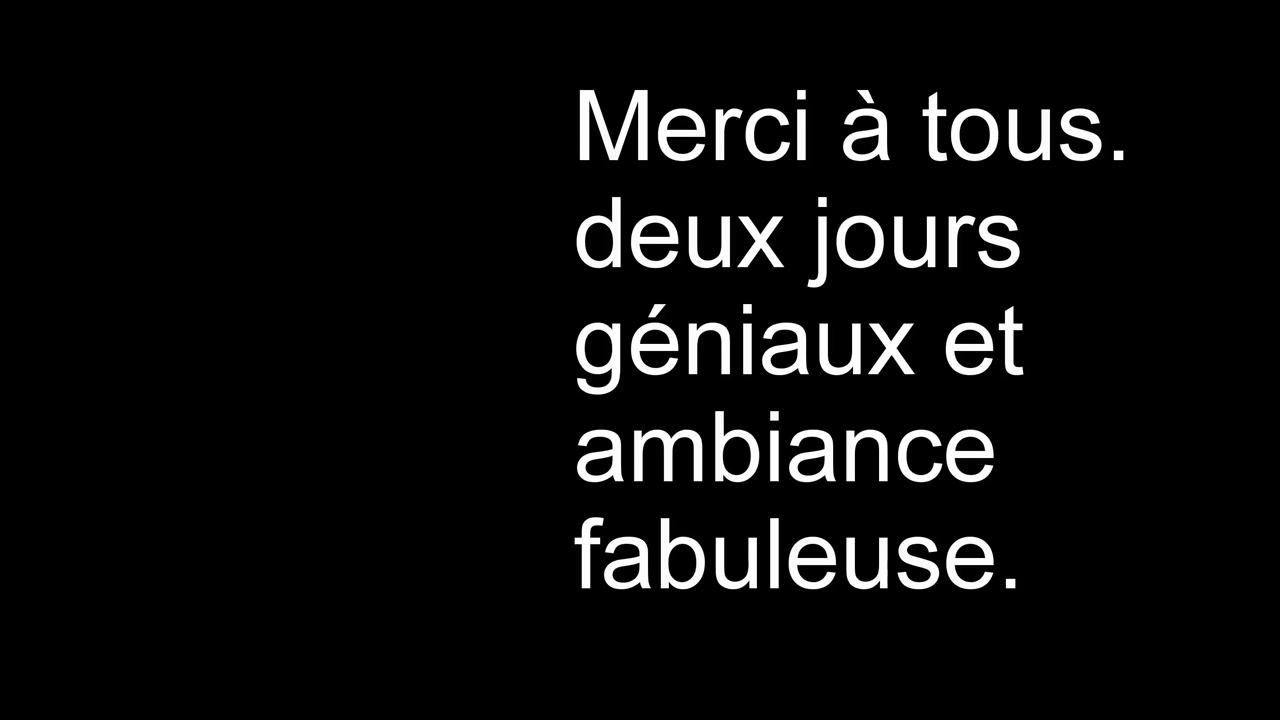 Merci à tous.
deux jours
géniaux et
ambiance
fabuleuse.